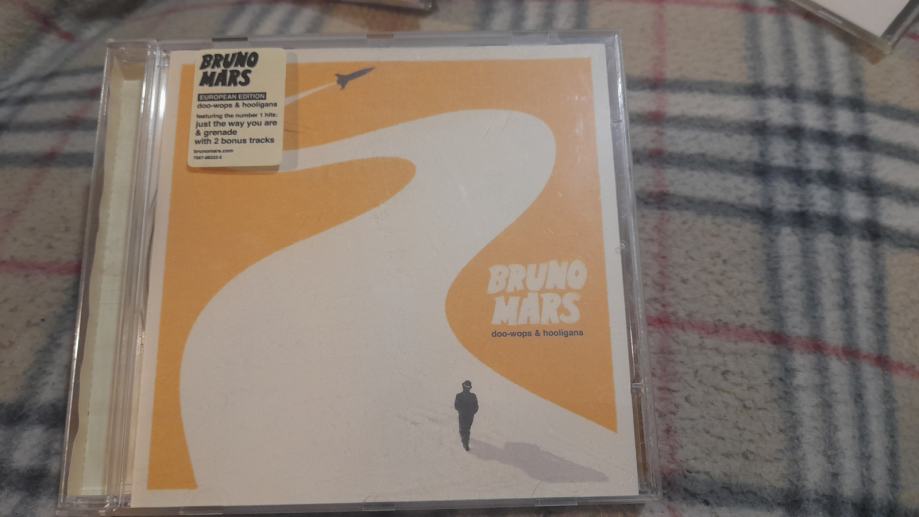 BRUNO
MARS
EUROPEAN EDITION
doo-wops & hooligans
featuring the number 1 hits:
just the way you are
& grenade
with 2 bonus tracks
brunomars.com
BRUNO
MARS
doo-wops & hooligans